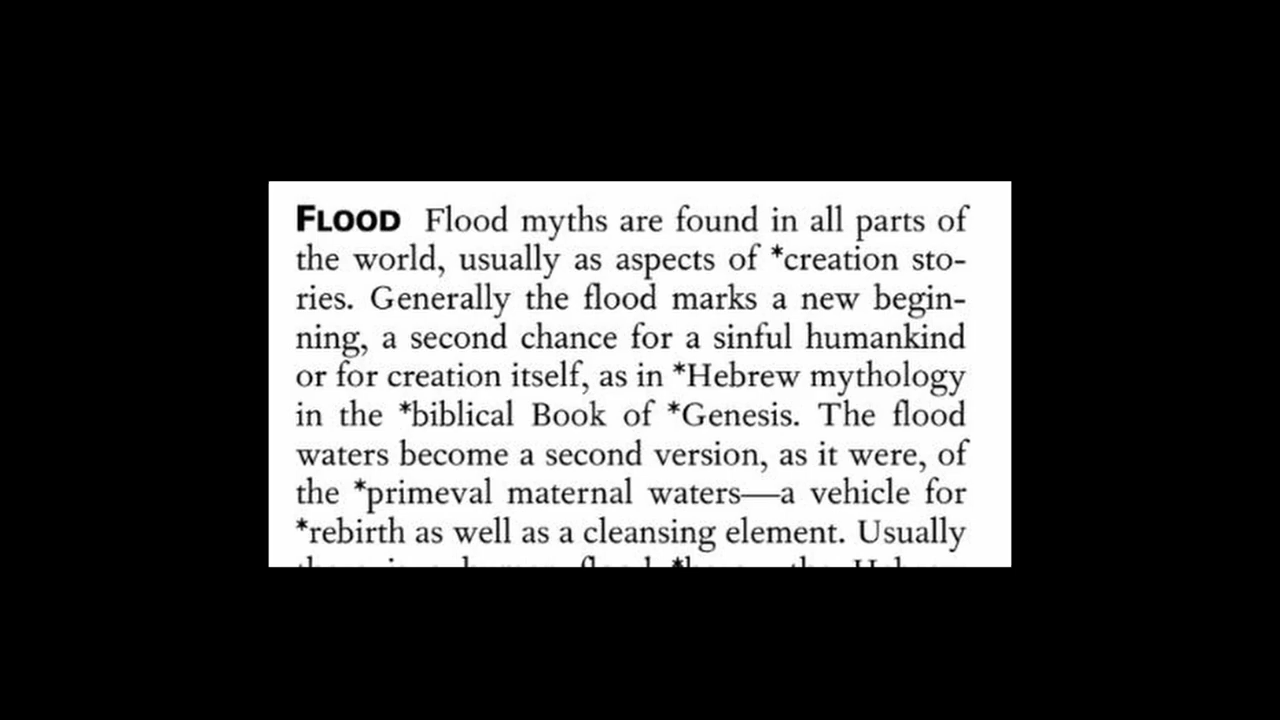 FLOOD Flood myths are found in all parts of
the world, usually as aspects of *creation sto-
ries. Generally the flood marks a new begin-
ning, a second chance for a sinful humankind
or for creation itself, as in *Hebrew mythology
in the *biblical Book of *Genesis. The flood
waters become a second version, as it were, of
the *primeval maternal waters—a vehicle for
*rebirth as well as a cleansing element. Usually